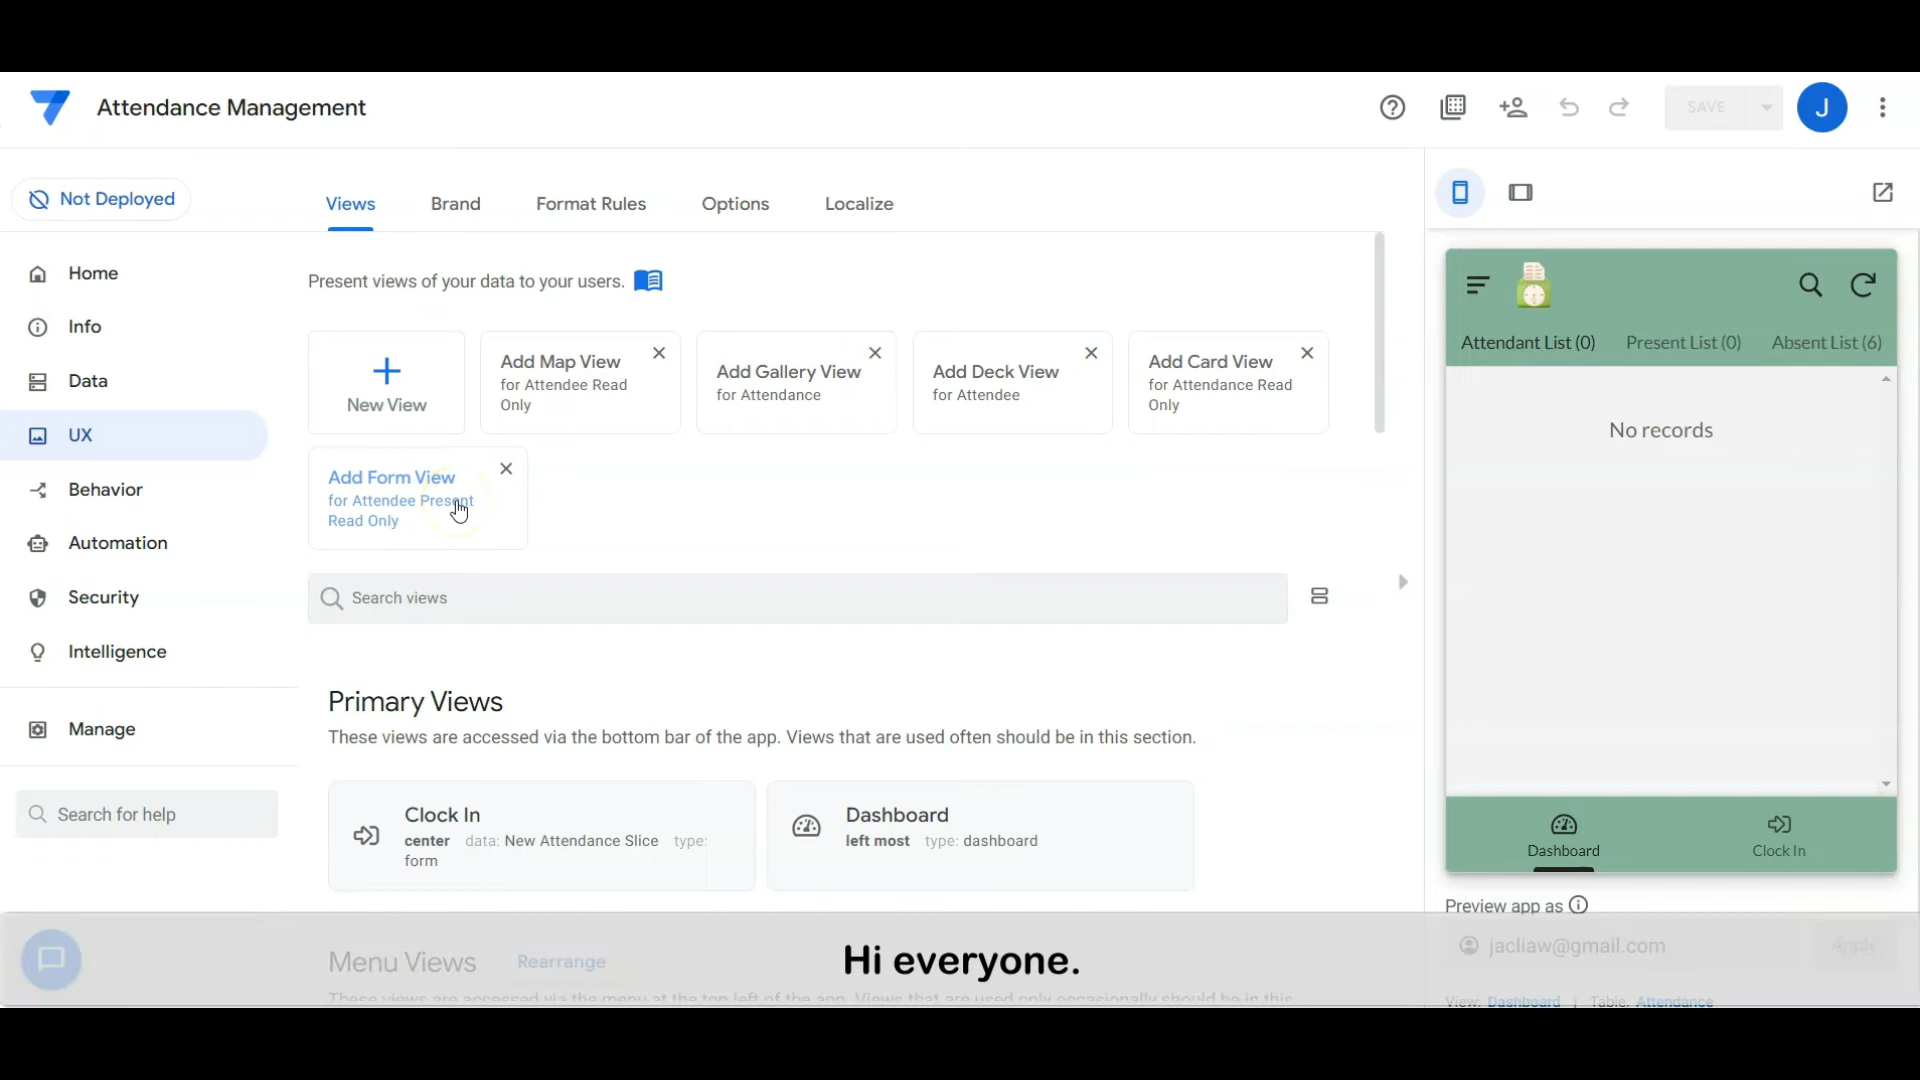 Attendance Management
SAVE
J
Not Deployed
Home
Info
Data
UX
Behavior
Automation
Security
Intelligence
Manage
Search for help
Views
Brand
Format Rules
Options
Localize
Present views of your data to your users.
New View
Add Map View
for Attendee Read
Only
Add Gallery View
for Attendance
Add Deck View
for Attendee
Add Card View
for Attendance Read
Only
Add Form View
for Attendee Present
Read Only
Search views
Primary Views
These views are accessed via the bottom bar of the app. Views that are used often should be in this section.
Clock In
center data: New Attendance Slice type:
form
Dashboard
left most type: dashboard
Menu Views Rearrange
These views are accessed via the menu at the top left of the app. Views that are used only occasionally should be in this
Hi everyone.
Attendant List (0)
Present List (0)
Absent List (6)
No records
Dashboard
Clock In
Preview app as
jacliaw@gmail.com
Apply
View: Dashboard | Table: Attendance